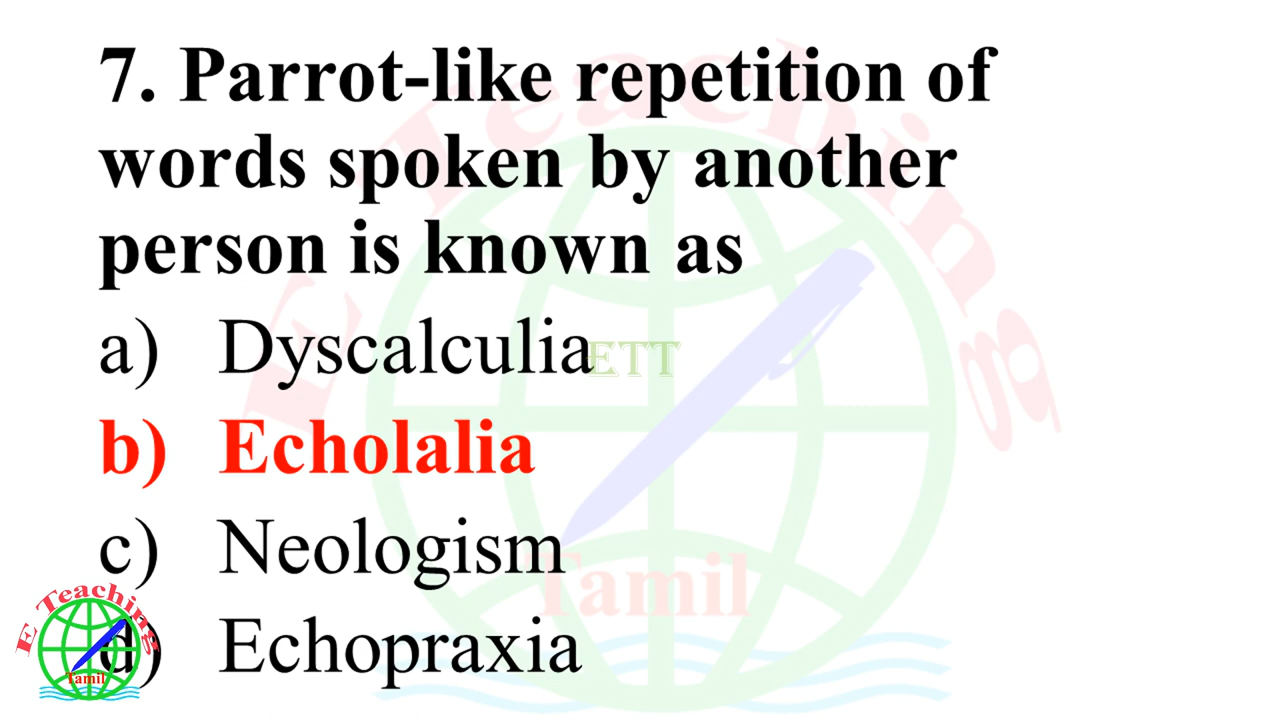 7. Parrot-like repetition of
words spoken by another
person is known as
a) Dyscalculia
b) Echolalia
c) Neologism
d) Echopraxia
E Teaching
ETT
Tamil
E Teaching
Tamil